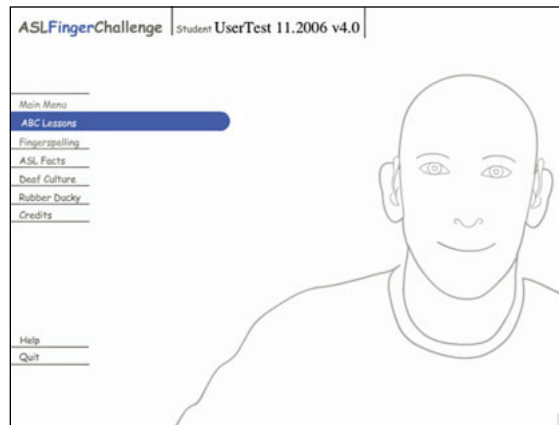 ASLFingerChallenge Student UserTest 11.2006 v4.0
Main Menu
ABC Lessons
Fingerspelling
ASL Facts
Deaf Culture
Rubber Ducky
Credits
Help
Quit